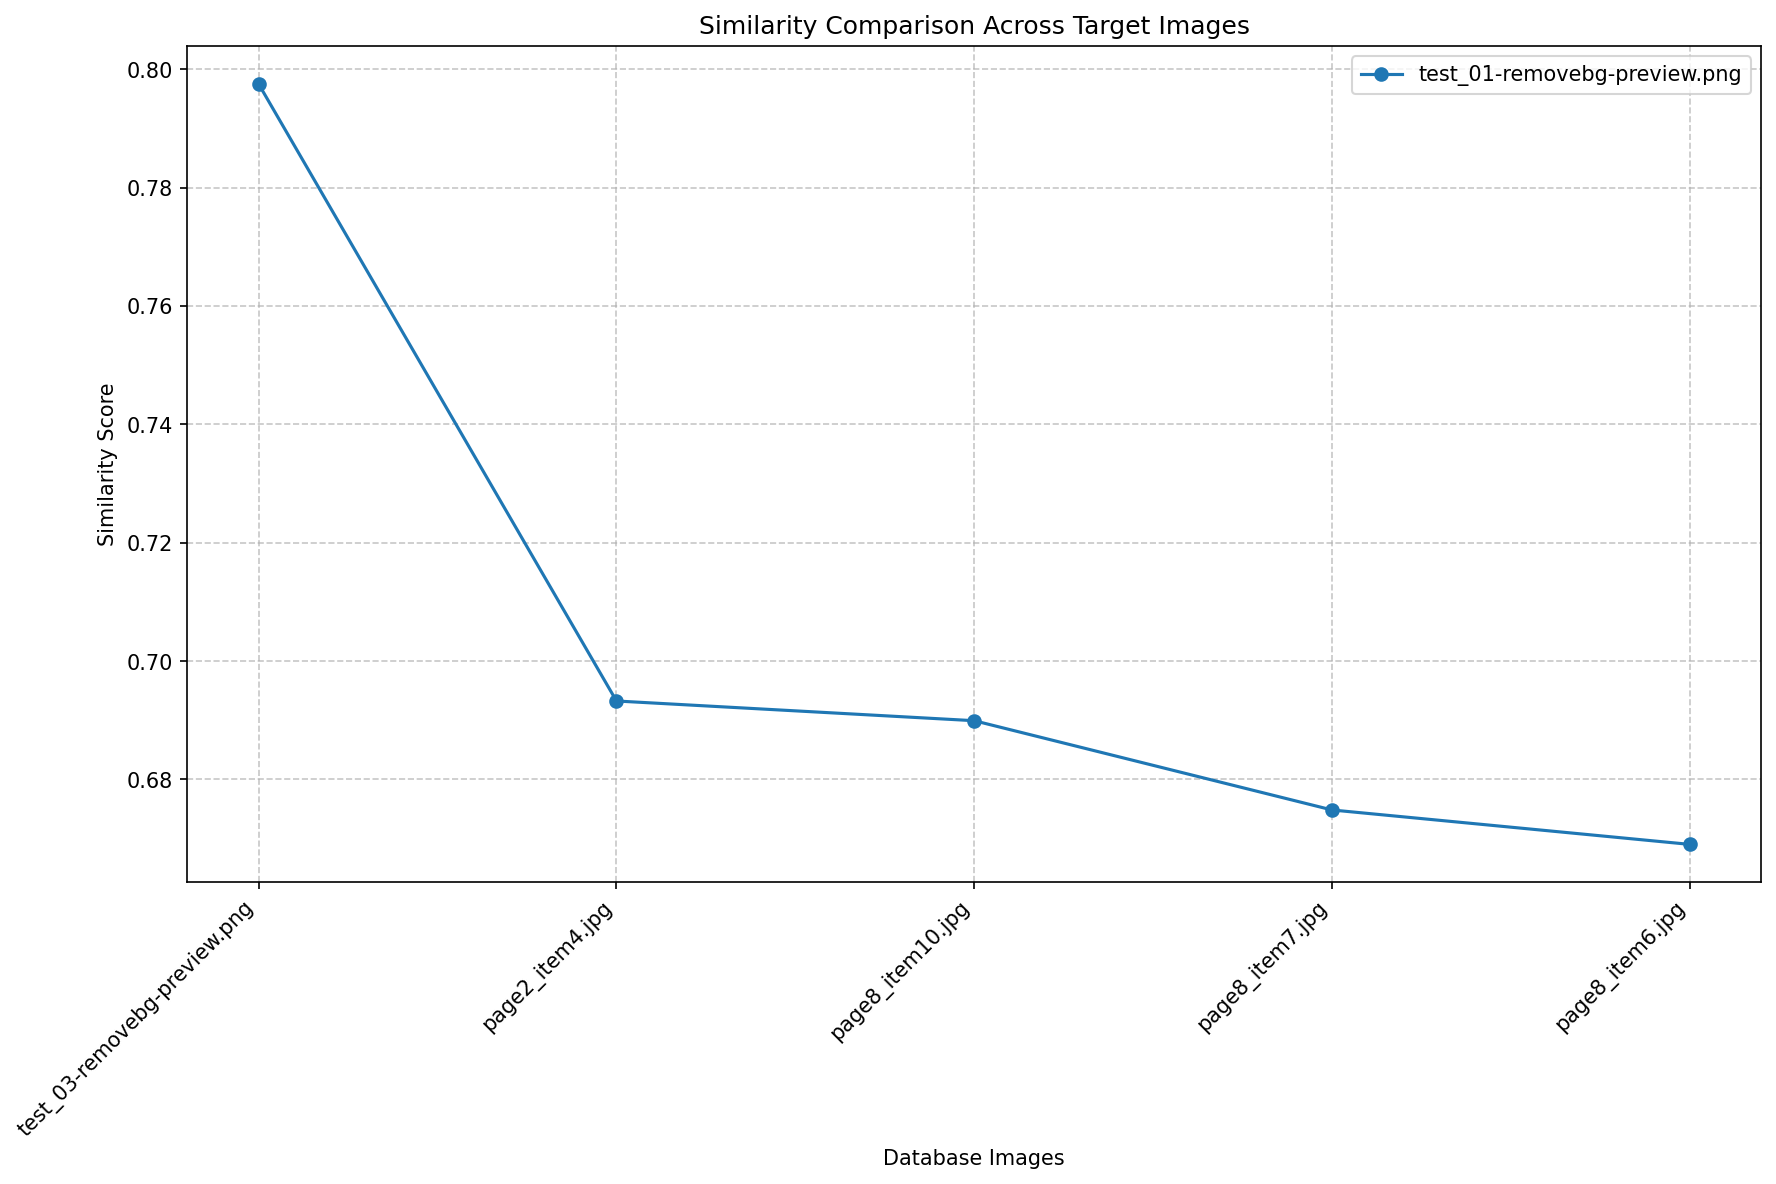 Similarity Comparison Across Target Images
test_01-removebg-preview.png
Similarity Score
0.80
0.78
0.76
0.74
0.72
0.70
0.68
test_03-removebg-preview.png
page2_item4.jpg
page8_item10.jpg
page8_item7.jpg
page8_item6.jpg
Database Images